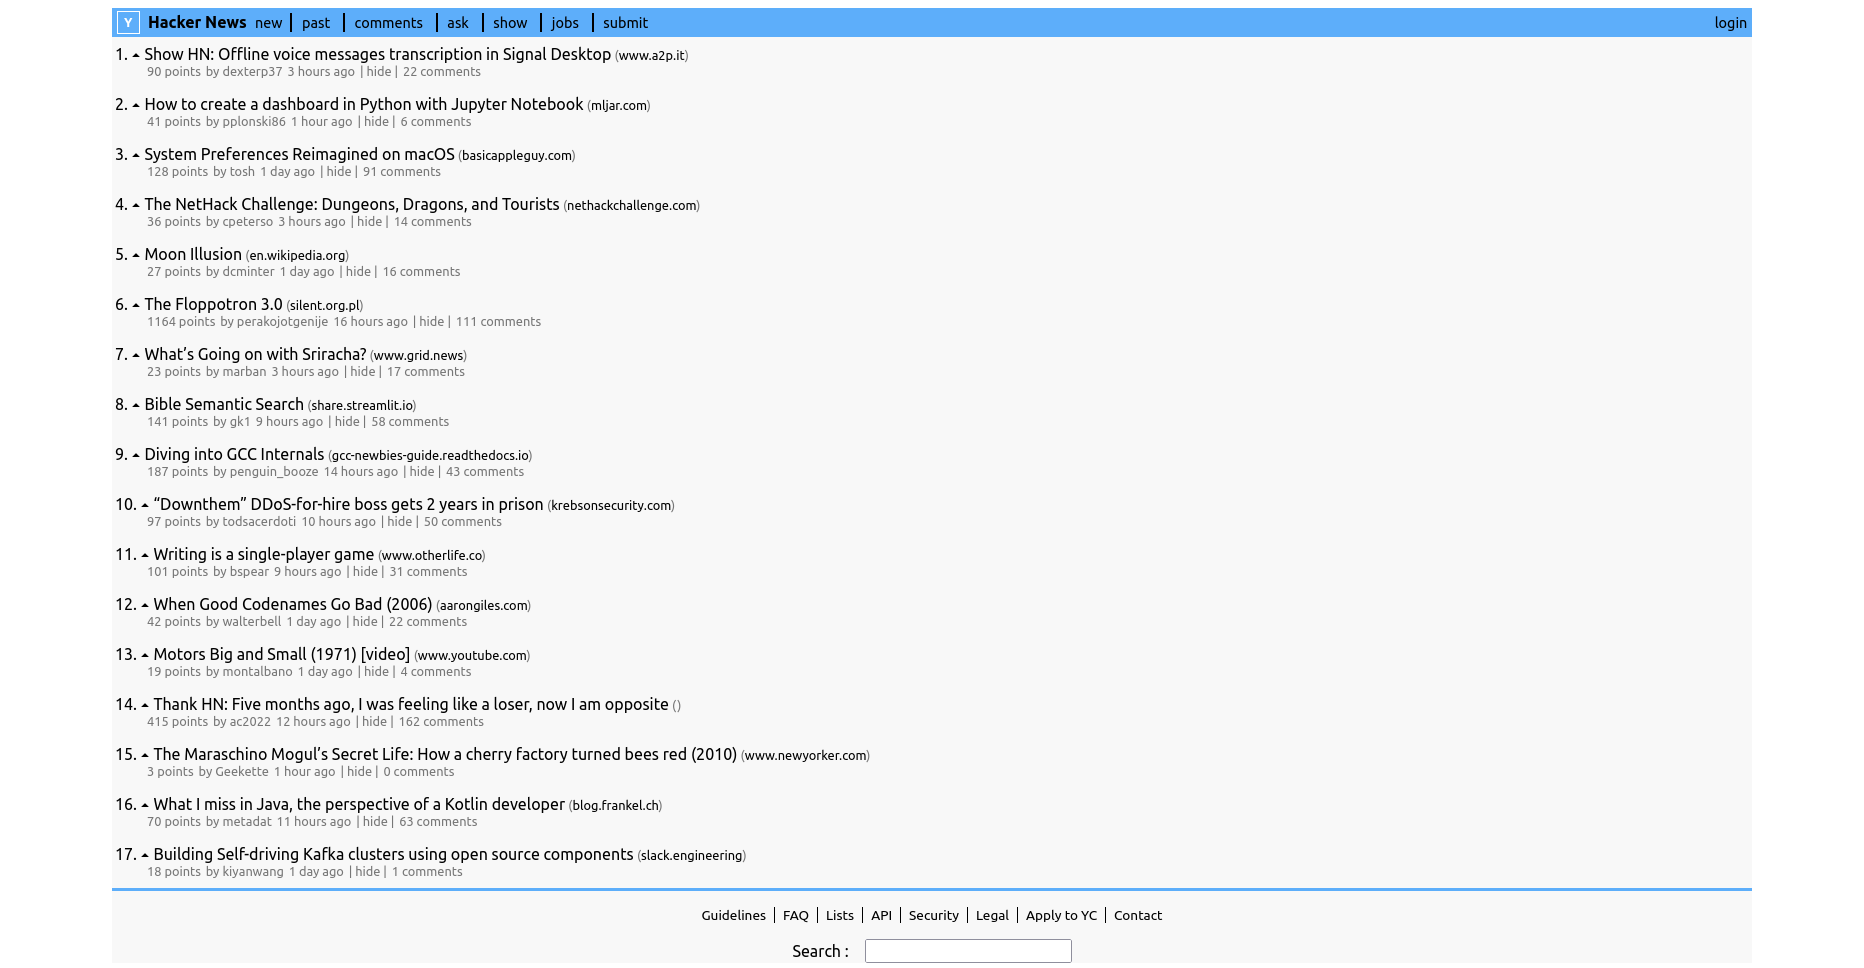 Y Hacker News new | past | comments | ask | show | jobs | submit login
1. Show HN: Offline voice messages transcription in Signal Desktop (www.a2p.it)
90 points by dexterp37 3 hours ago | hide | 22 comments
2. How to create a dashboard in Python with Jupyter Notebook (mljar.com)
41 points by pplonski86 1 hour ago | hide | 6 comments
3. System Preferences Reimagined on macOS (basicappleguy.com)
128 points by tosh 1 day ago | hide | 91 comments
4. The NetHack Challenge: Dungeons, Dragons, and Tourists (nethackchallenge.com)
36 points by cpeterso 3 hours ago | hide | 14 comments
5. Moon Illusion (en.wikipedia.org)
27 points by dcminter 1 day ago | hide | 16 comments
6. The Floppotron 3.0 (silent.org.pl)
1164 points by perakojotgenije 16 hours ago | hide | 111 comments
7. What’s Going on with Sriracha? (www.grid.news)
23 points by marban 3 hours ago | hide | 17 comments
8. Bible Semantic Search (share.streamlit.io)
141 points by gk1 9 hours ago | hide | 58 comments
9. Diving into GCC Internals (gcc-newbies-guide.readthedocs.io)
187 points by penguin_booze 14 hours ago | hide | 43 comments
10. “Downthem” DDoS-for-hire boss gets 2 years in prison (krebsonsecurity.com)
97 points by todsacerdoti 10 hours ago | hide | 50 comments
11. Writing is a single-player game (www.otherlife.co)
101 points by bspear 9 hours ago | hide | 31 comments
12. When Good Codenames Go Bad (2006) (aarongiles.com)
42 points by walterbell 1 day ago | hide | 22 comments
13. Motors Big and Small (1971) [video] (www.youtube.com)
19 points by montalbano 1 day ago | hide | 4 comments
14. Thank HN: Five months ago, I was feeling like a loser, now I am opposite ()
415 points by ac2022 12 hours ago | hide | 162 comments
15. The Maraschino Mogul’s Secret Life: How a cherry factory turned bees red (2010) (www.newyorker.com)
3 points by Geekette 1 hour ago | hide | 0 comments
16. What I miss in Java, the perspective of a Kotlin developer (blog.frankel.ch)
70 points by metadat 11 hours ago | hide | 63 comments
17. Building Self-driving Kafka clusters using open source components (slack.engineering)
18 points by kiyanwang 1 day ago | hide | 1 comments
Guidelines | FAQ | Lists | API | Security | Legal | Apply to YC | Contact
Search :